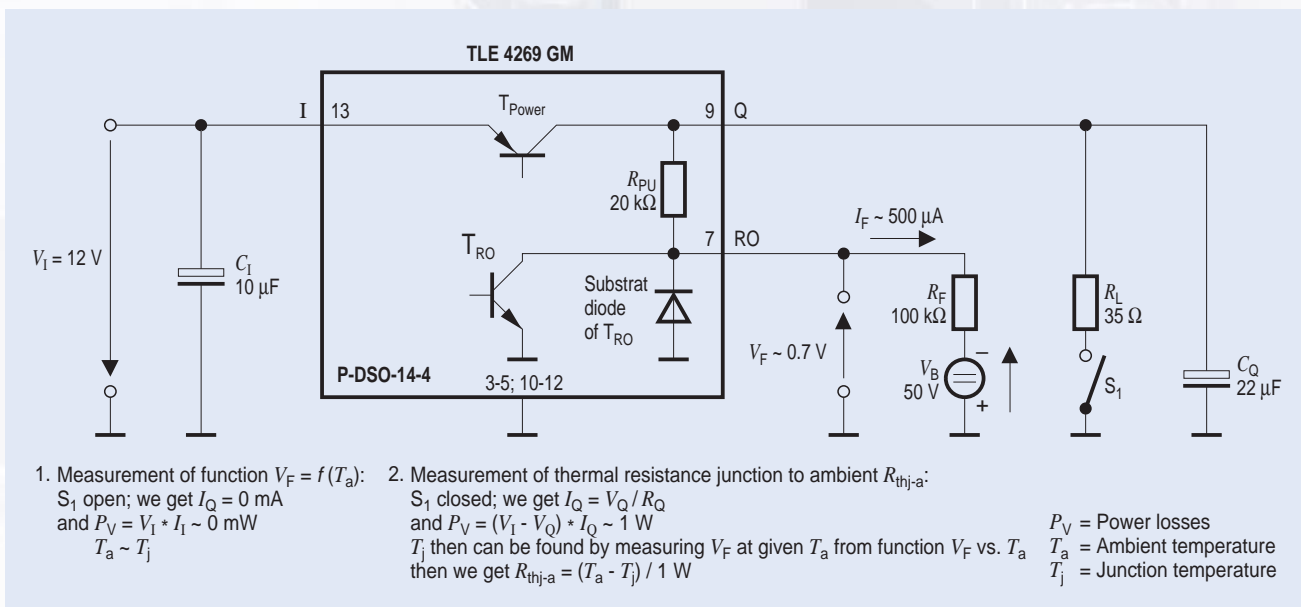 TLE 4269 GM
I
13
T_Power
9
Q
R_PU
20 kΩ
I_F ~ 500 µA
7
RO
V_I = 12 V
C_I
10 µF
T_RO
Substrat
diode
of T_RO
V_F ~ 0.7 V
R_F
100 kΩ
R_L
35 Ω
V_B
50 V
−
+
S_1
C_Q
22 µF
P-DSO-14-4
3-5; 10-12
1. Measurement of function V_F = f (T_a):
S_1 open; we get I_Q = 0 mA
and P_V = V_I * I_I ~ 0 mW
T_a ~ T_j
2. Measurement of thermal resistance junction to ambient R_thj-a:
S_1 closed; we get I_Q = V_Q / R_Q
and P_V = (V_I - V_Q) * I_Q ~ 1 W
T_j then can be found by measuring V_F at given T_a from function V_F vs. T_a
then we get R_thj-a = (T_a - T_j) / 1 W
P_V = Power losses
T_a = Ambient temperature
T_j = Junction temperature